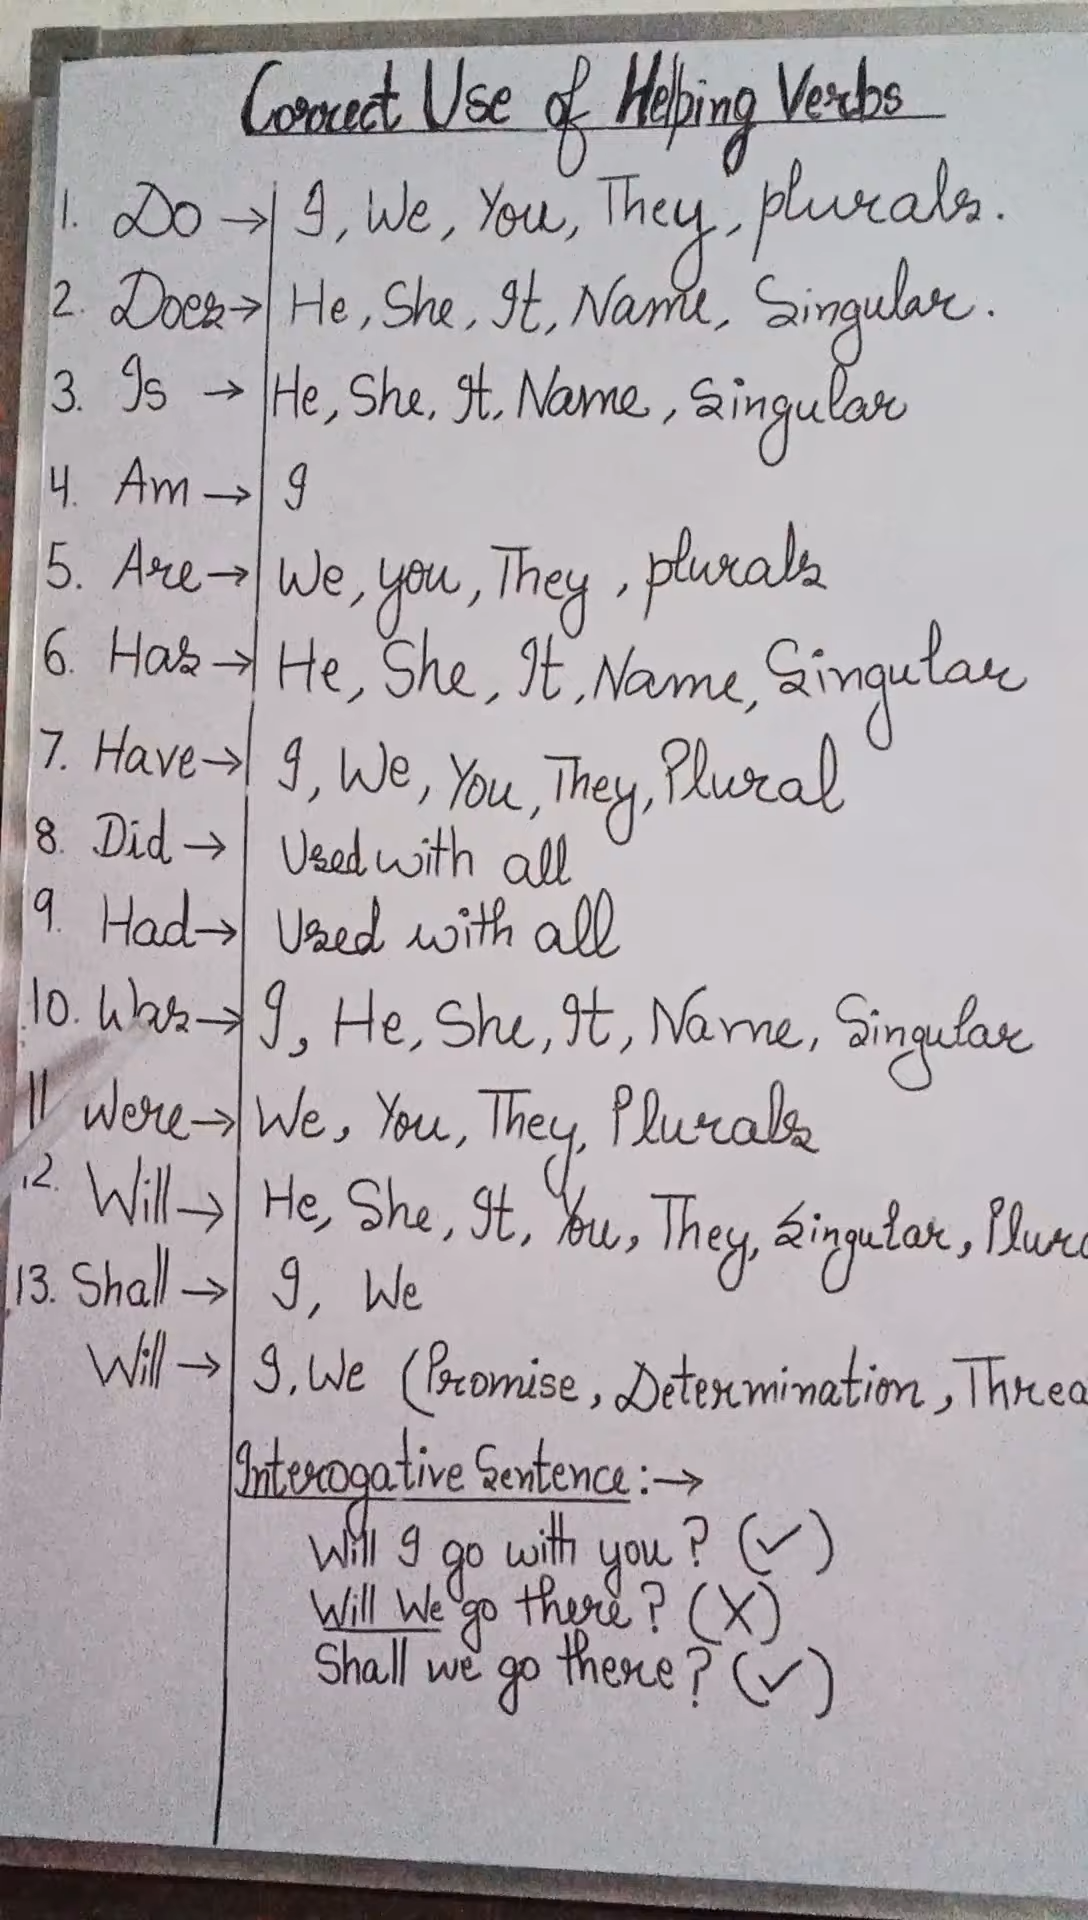 Correct Use of Helping Verbs
1. Do → I, We, You, They, plurals.
2. Does → He, She, It, Name, Singular.
3. Is → He, She, It, Name, Singular
4. Am → I
5. Are → We, you, They, plurals
6. Has → He, She, It, Name, Singular
7. Have → I, We, You, They, Plural
8. Did → Used with all
9. Had → Used with all
10. Was → I, He, She, It, Name, Singular
11 Were → We, You, They, Plurals
12. Will → He, She, It, You, They, Singular,
13. Shall → I, We
Will → I, We (Promise, Determination,
Interogative Sentence :→
Will I go with you? (✓)
Will We go there? (X)
Shall we go there? (✓)